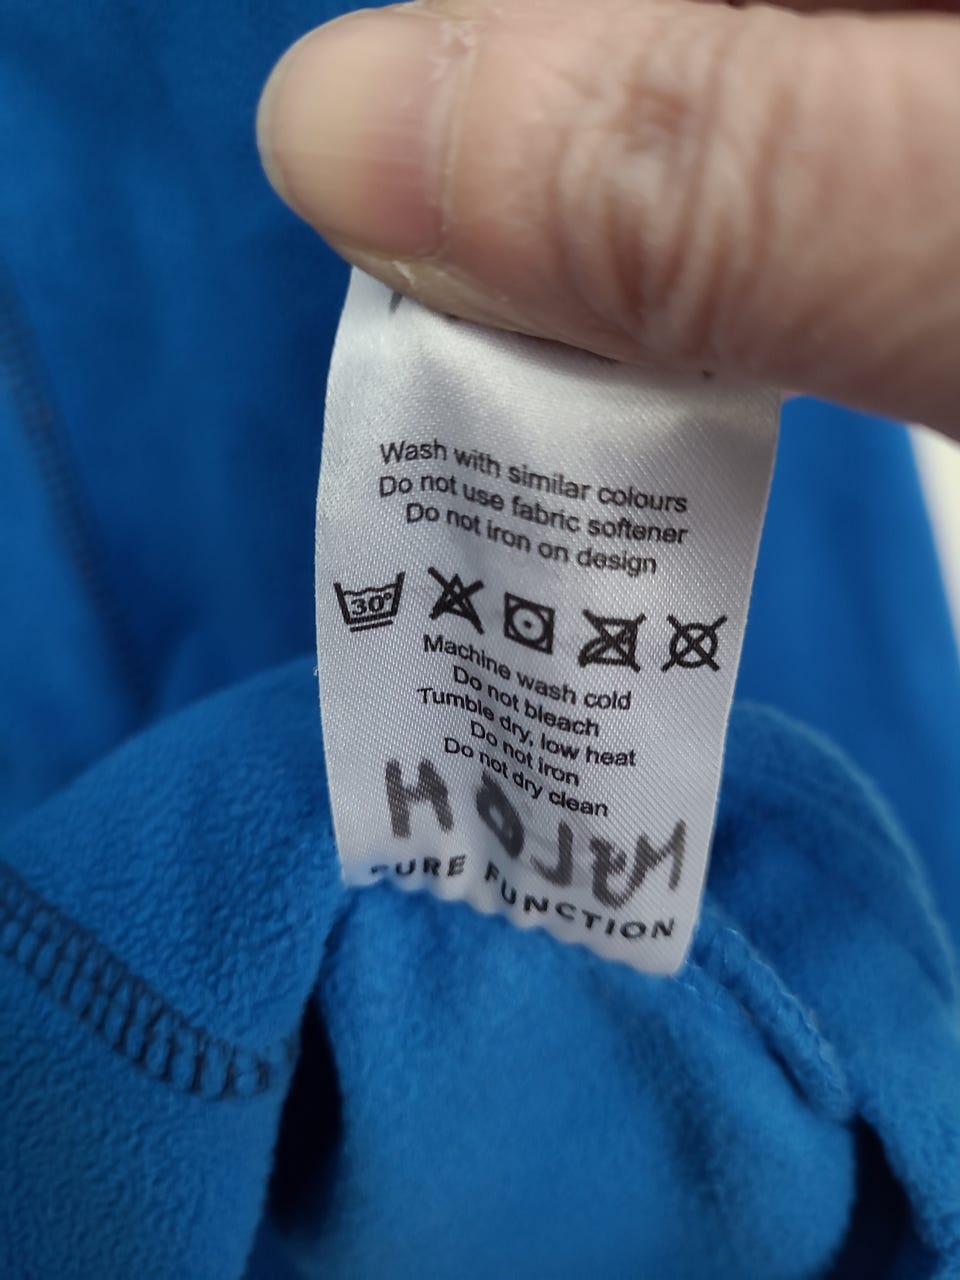 Wash with similar colours
Do not use fabric softener
Do not iron on design
30°
Machine wash cold
Do not bleach
Tumble dry, low heat
Do not iron
Do not dry clean
PURE FUNCTION